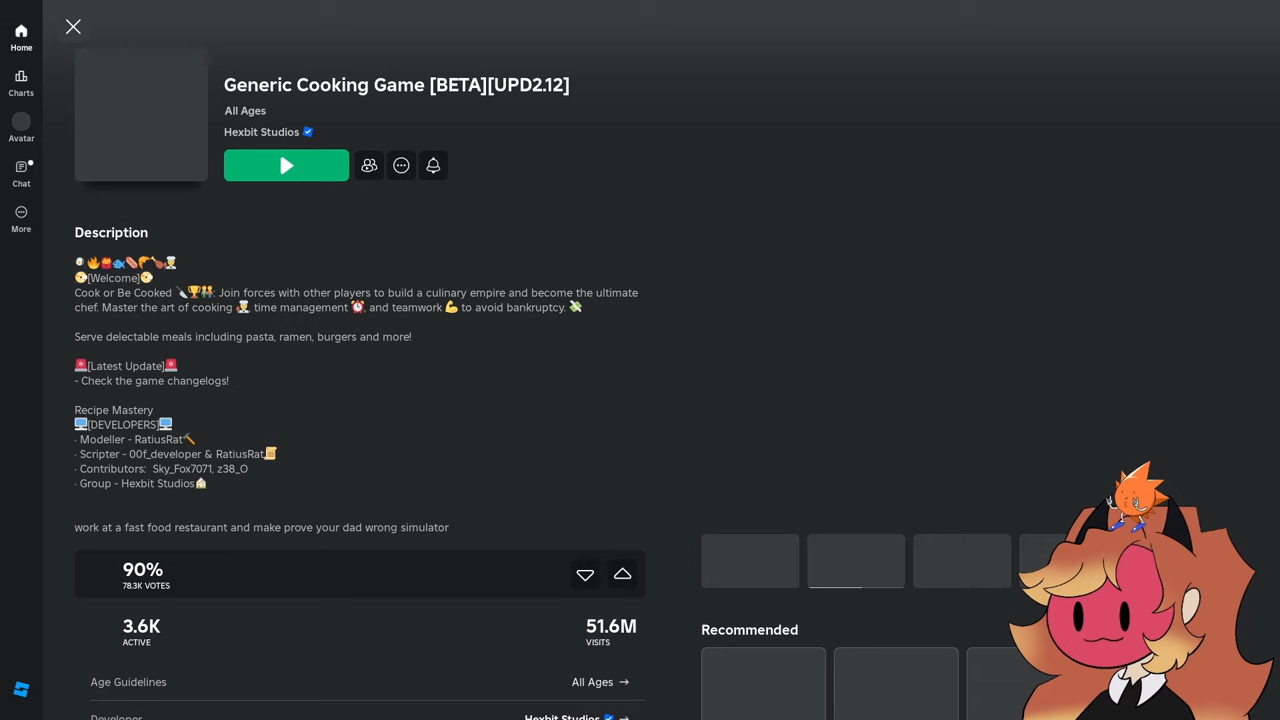 Home
Charts
Avatar
Chat
More
Generic Cooking Game [BETA][UPD2.12]
All Ages
Hexbit Studios
Description
[Welcome]
Cook or Be Cooked 🔪🏆👬: Join forces with other players to build a culinary empire and become the ultimate
chef. Master the art of cooking 👨‍🍳, time management ⏰, and teamwork 💪 to avoid bankruptcy. 💸
Serve delectable meals including pasta, ramen, burgers and more!
🚨[Latest Update]🚨
- Check the game changelogs!
Recipe Mastery
🖥️[DEVELOPERS]🖥️
· Modeller - RatiusRat🔨
· Scripter - 00f_developer & RatiusRat📜
· Contributors:  Sky_Fox7071, z38_O
· Group - Hexbit Studios🏠
work at a fast food restaurant and make prove your dad wrong simulator
90%
78.3K VOTES
3.6K
ACTIVE
51.6M
VISITS
Age Guidelines
All Ages →
Developer
Hexbit Studios
Recommended